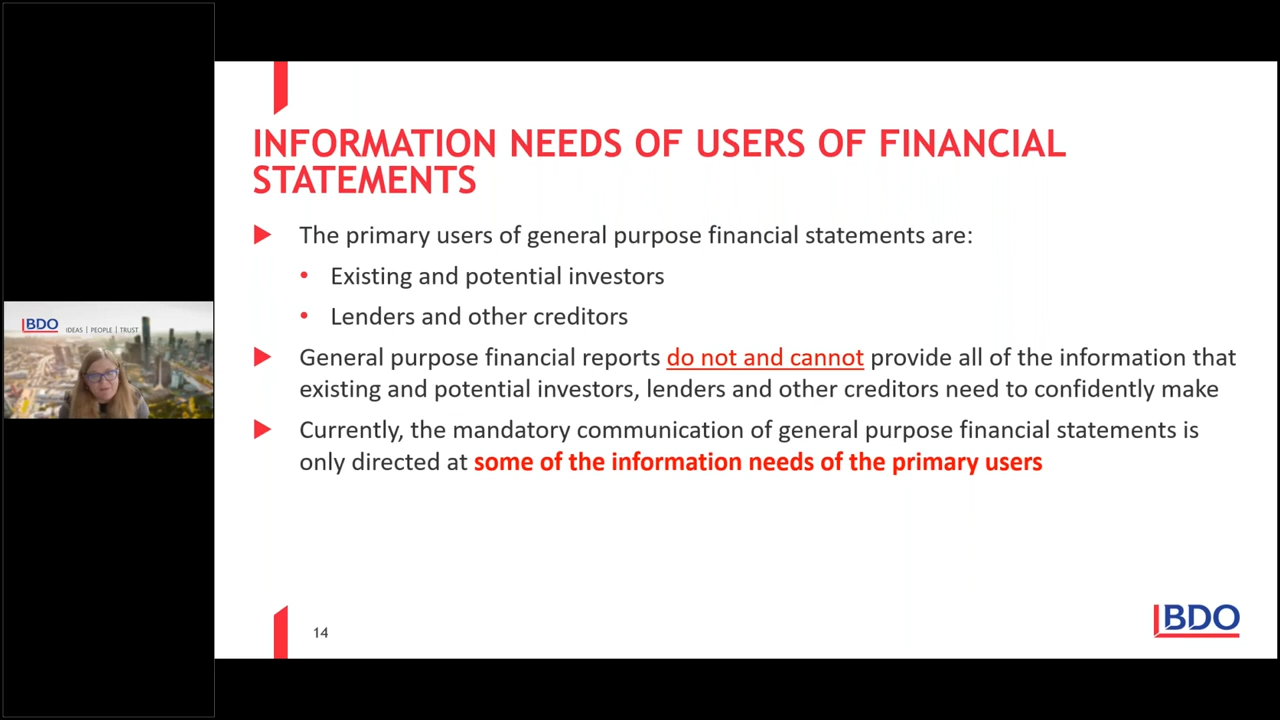 INFORMATION NEEDS OF USERS OF FINANCIAL
STATEMENTS
The primary users of general purpose financial statements are:
Existing and potential investors
Lenders and other creditors
General purpose financial reports do not and cannot provide all of the information that
existing and potential investors, lenders and other creditors need to confidently make
Currently, the mandatory communication of general purpose financial statements is
only directed at some of the information needs of the primary users
BDO IDEAS | PEOPLE | TRUST
14
BDO